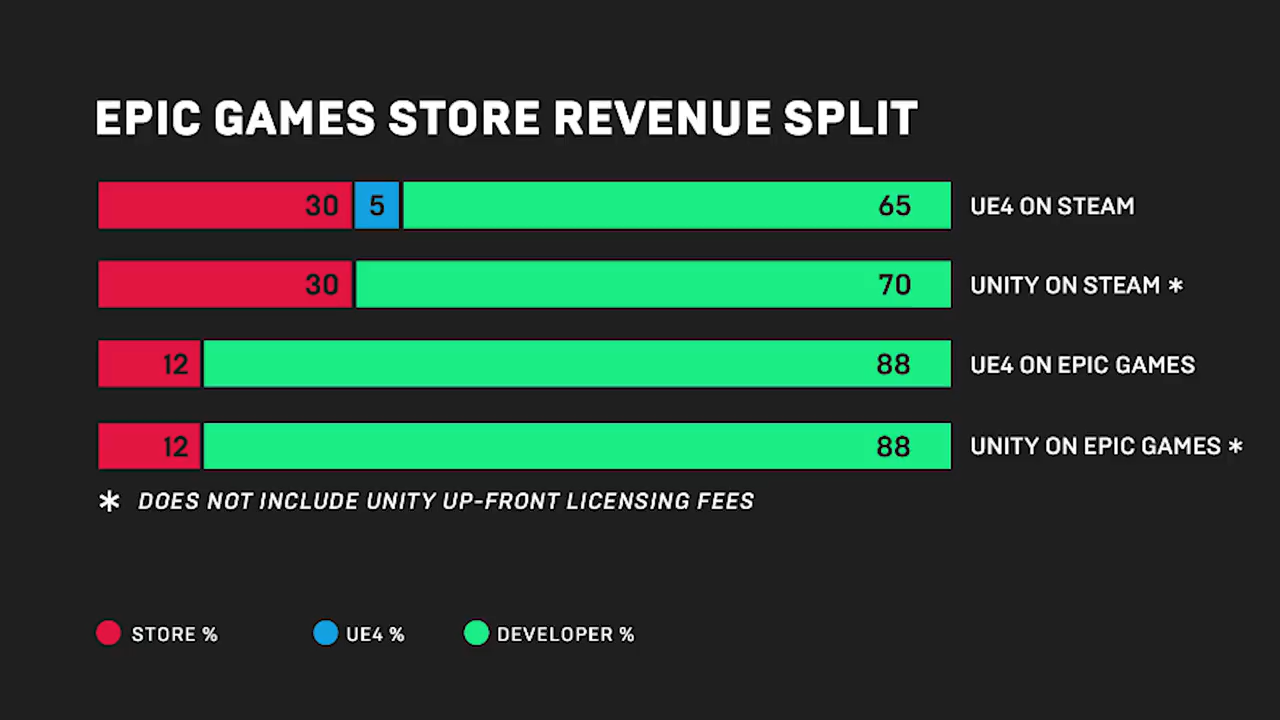 EPIC GAMES STORE REVENUE SPLIT
30 5 65 UE4 ON STEAM
30 70 UNITY ON STEAM *
12 88 UE4 ON EPIC GAMES
12 88 UNITY ON EPIC GAMES *
* DOES NOT INCLUDE UNITY UP-FRONT LICENSING FEES
STORE % UE4 % DEVELOPER %